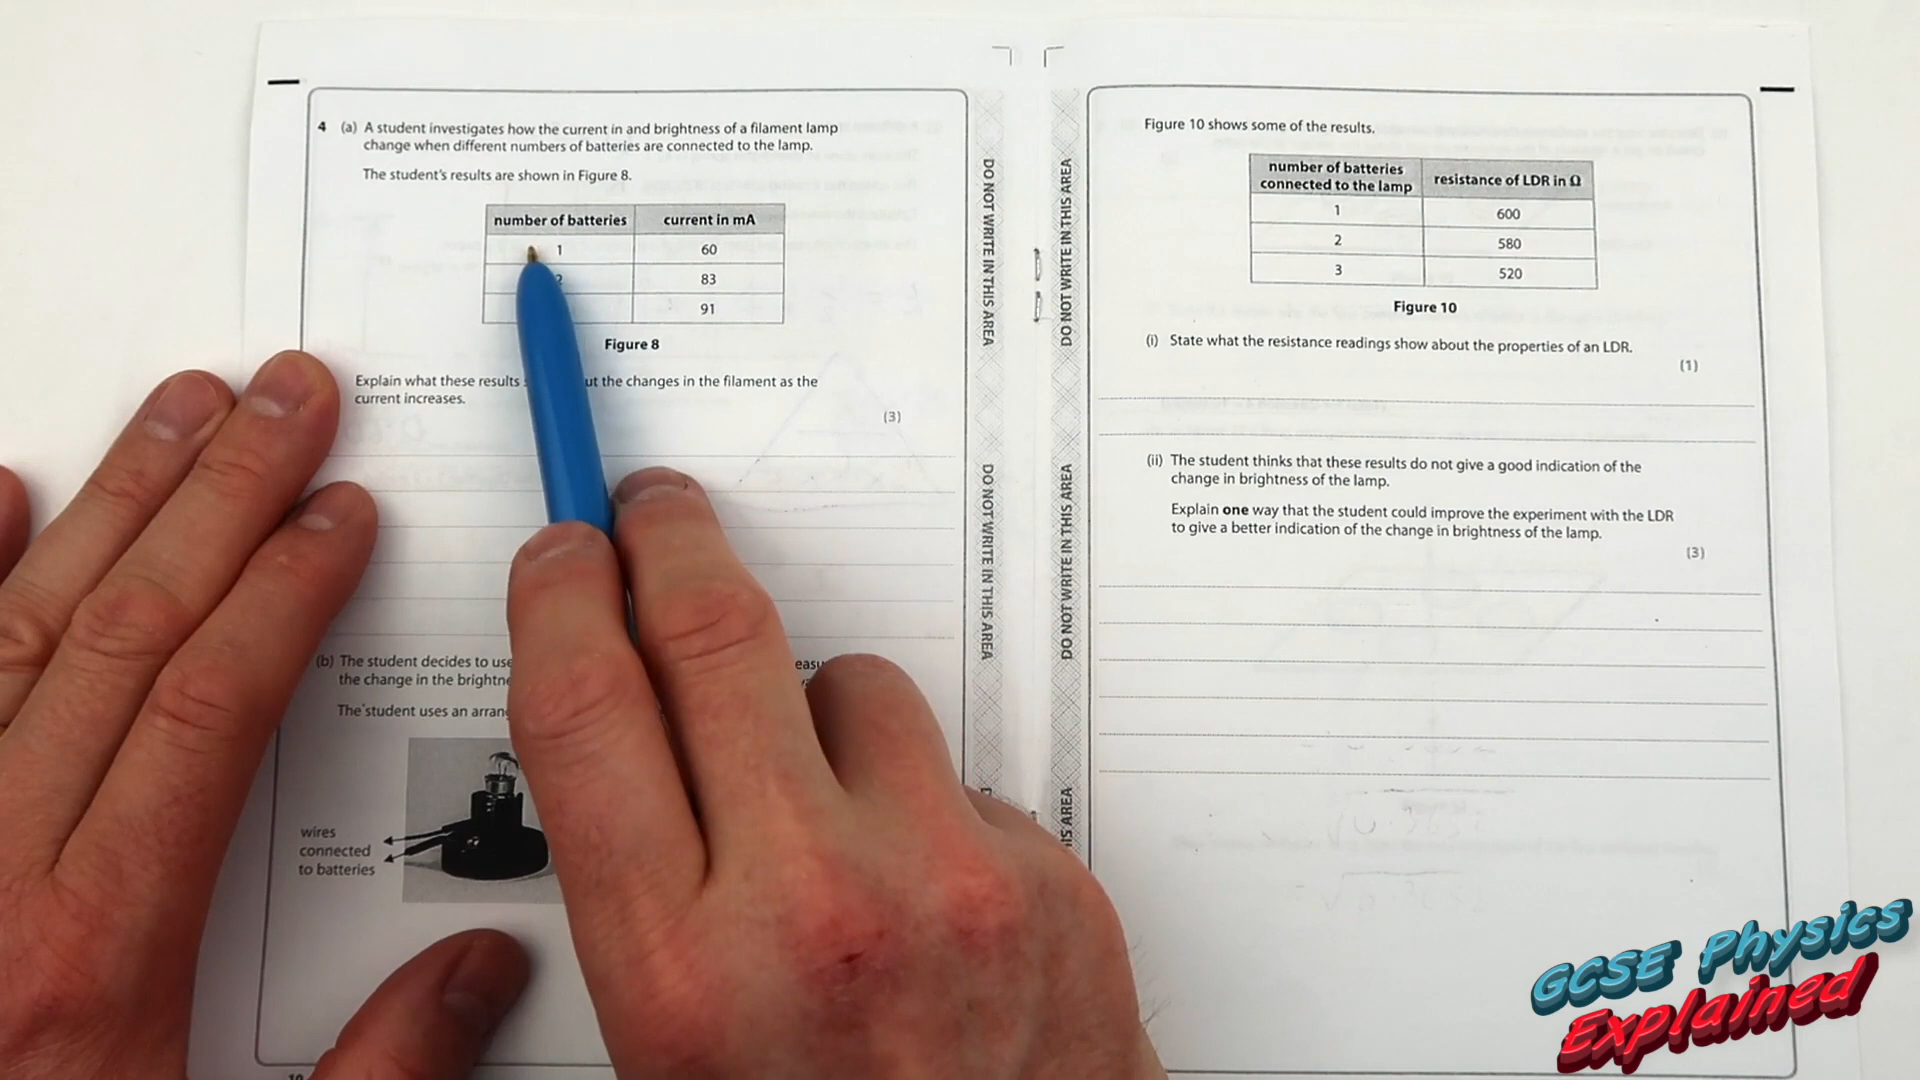 4 (a) A student investigates how the current in and brightness of a filament lamp
change when different numbers of batteries are connected to the lamp.
The student's results are shown in Figure 8.
number of batteries current in mA
1 60
2 83
91
Figure 8
Explain what these results the changes in the filament as the
current increases.
(3)
(b) The student decides to use
the change in the
The student uses an
wires
connected
to batteries
DO NOT WRITE IN THIS AREA
DO NOT WRITE IN THIS AREA
DO NOT WRITE IN THIS AREA
DO NOT WRITE IN THIS AREA
AREA
Figure 10 shows some of the results.
number of batteries
connected to the lamp resistance of LDR in Ω
1 600
2 580
3 520
Figure 10
(i) State what the resistance readings show about the properties of an LDR.
(1)
(ii) The student thinks that these results do not give a good indication of the
change in brightness of the lamp.
Explain one way that the student could improve the experiment with the LDR
to give a better indication of the change in brightness of the lamp.
(3)
GCSE Physics
Explained